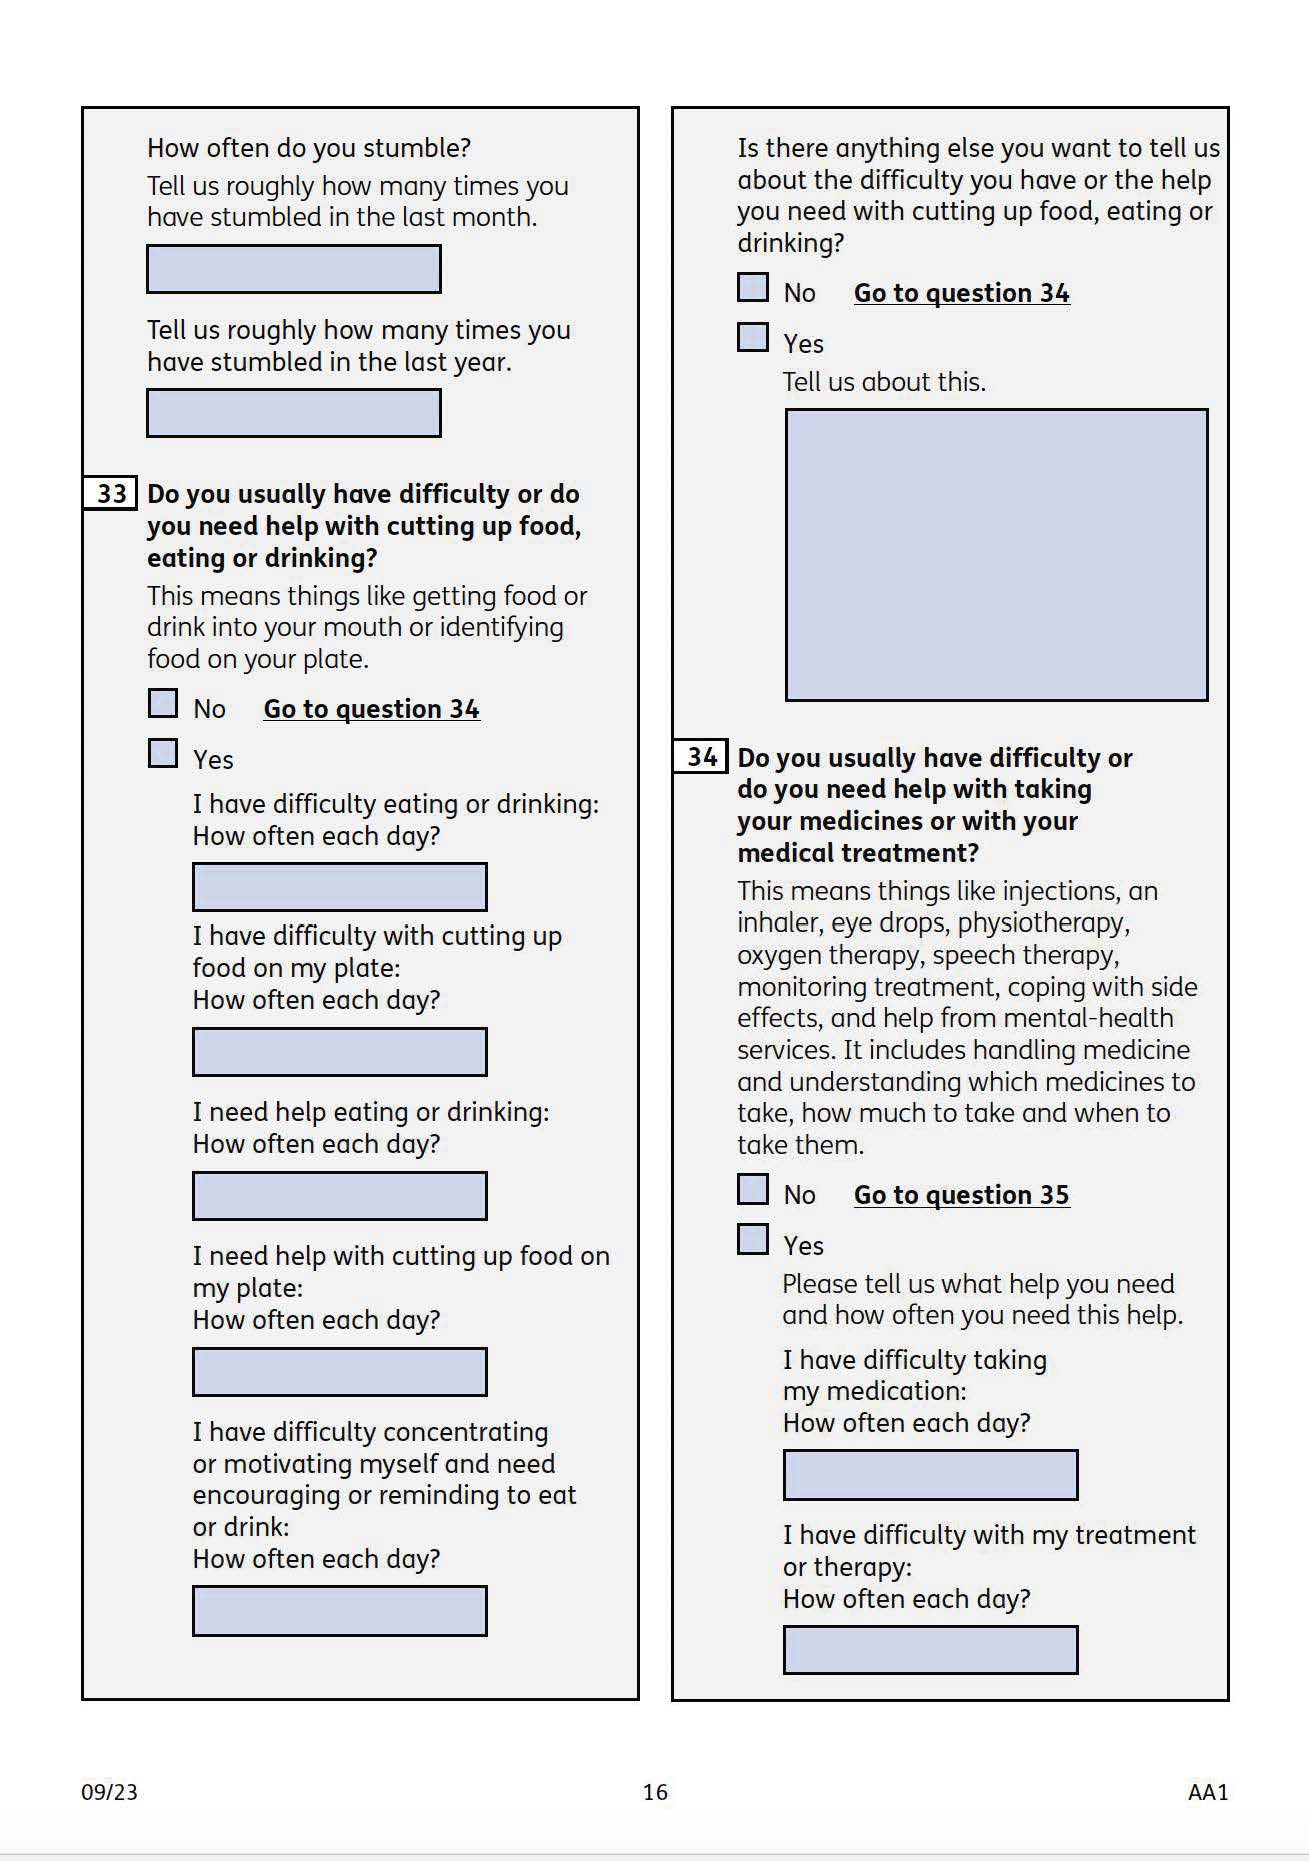 How often do you stumble?
Tell us roughly how many times you
have stumbled in the last month.
Tell us roughly how many times you
have stumbled in the last year.
33 Do you usually have difficulty or do
you need help with cutting up food,
eating or drinking?
This means things like getting food or
drink into your mouth or identifying
food on your plate.
No Go to question 34
Yes
I have difficulty eating or drinking:
How often each day?
I have difficulty with cutting up
food on my plate:
How often each day?
I need help eating or drinking:
How often each day?
I need help with cutting up food on
my plate:
How often each day?
I have difficulty concentrating
or motivating myself and need
encouraging or reminding to eat
or drink:
How often each day?
Is there anything else you want to tell us
about the difficulty you have or the help
you need with cutting up food, eating or
drinking?
No Go to question 34
Yes
Tell us about this.
34 Do you usually have difficulty or
do you need help with taking
your medicines or with your
medical treatment?
This means things like injections, an
inhaler, eye drops, physiotherapy,
oxygen therapy, speech therapy,
monitoring treatment, coping with side
effects, and help from mental-health
services. It includes handling medicine
and understanding which medicines to
take, how much to take and when to
take them.
No Go to question 35
Yes
Please tell us what help you need
and how often you need this help.
I have difficulty taking
my medication:
How often each day?
I have difficulty with my treatment
or therapy:
How often each day?
09/23 16 AA1